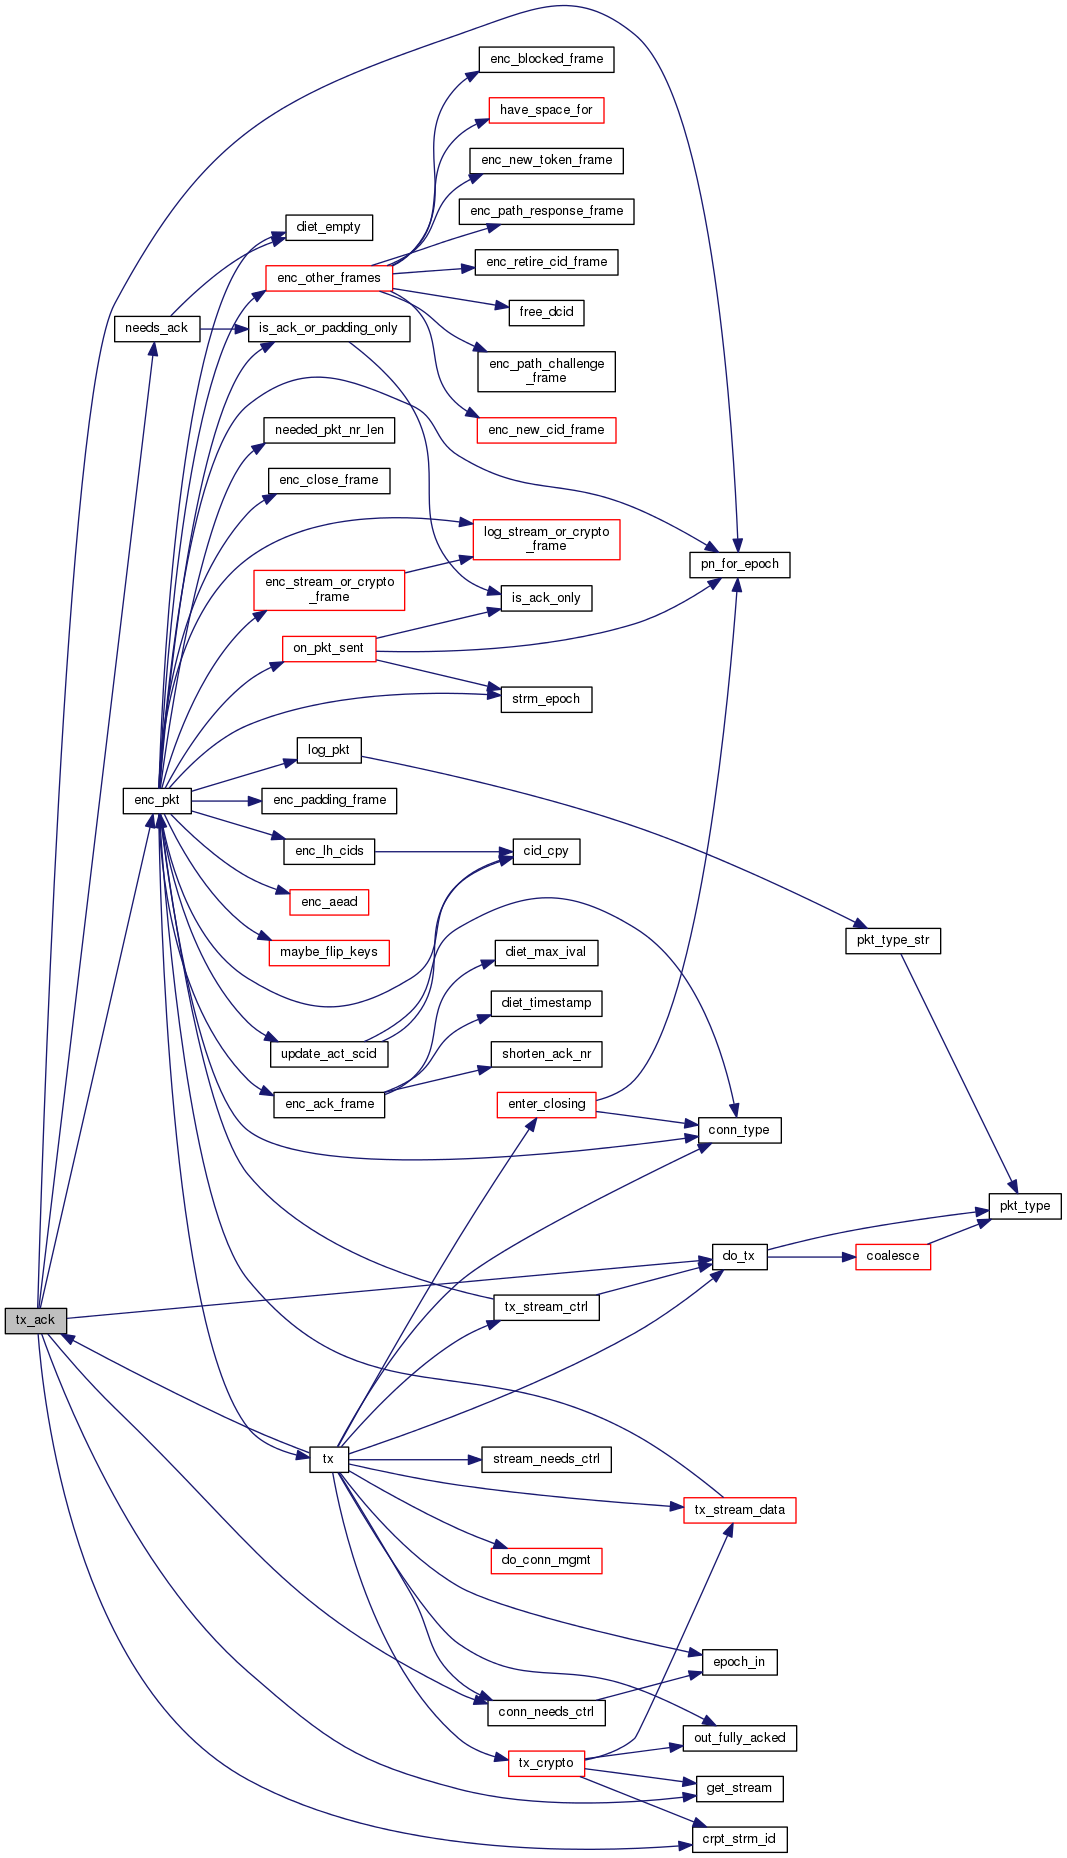 enc_blocked_frame
have_space_for
enc_new_token_frame
enc_path_response_frame
diet_empty
enc_retire_cid_frame
enc_other_frames
free_dcid
needs_ack
is_ack_or_padding_only
enc_path_challenge
_frame
needed_pkt_nr_len
enc_new_cid_frame
enc_close_frame
log_stream_or_crypto
_frame
pn_for_epoch
enc_stream_or_crypto
_frame
is_ack_only
on_pkt_sent
strm_epoch
log_pkt
enc_pkt
enc_padding_frame
enc_lh_cids
cid_cpy
enc_aead
pkt_type_str
maybe_flip_keys
diet_max_ival
diet_timestamp
update_act_scid
shorten_ack_nr
enc_ack_frame
enter_closing
conn_type
pkt_type
do_tx
coalesce
tx_stream_ctrl
tx_ack
tx
stream_needs_ctrl
tx_stream_data
do_conn_mgmt
epoch_in
conn_needs_ctrl
out_fully_acked
tx_crypto
get_stream
crpt_strm_id